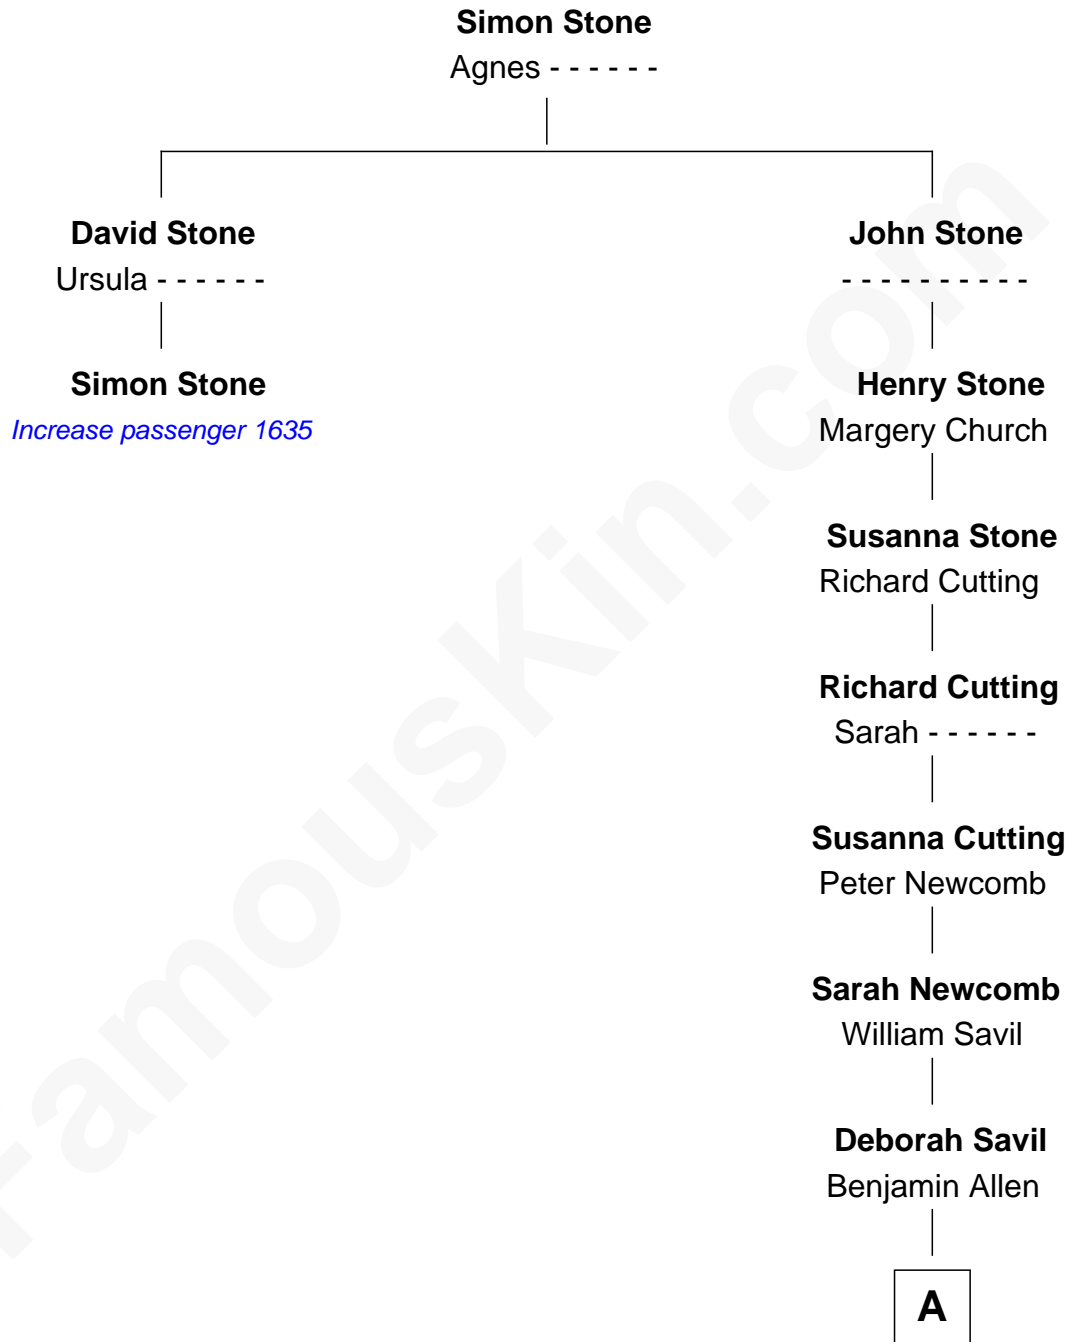 Simon Stone
Agnes - - - - - -
David Stone
Ursula - - - - - -
John Stone
- - - - - - - - - -
Simon Stone
Increase passenger 1635
Henry Stone
Margery Church
Susanna Stone
Richard Cutting
Richard Cutting
Sarah - - - - - -
Susanna Cutting
Peter Newcomb
Sarah Newcomb
William Savil
Deborah Savil
Benjamin Allen
A
FamousKin.com